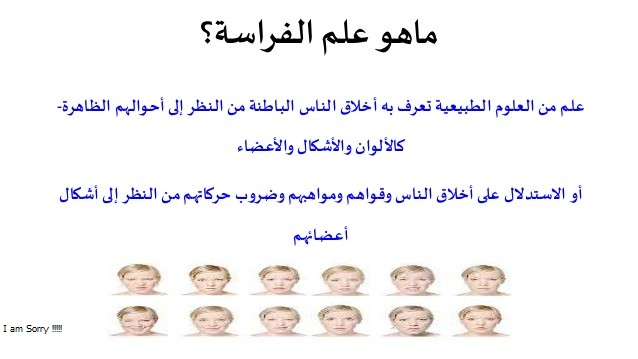 ماهو علم الفراسة؟
علم من العلوم الطبيعية تعرف به أخلاق الناس الباطنة من النظر إلى أحوالهم الظاهرة-
كالألوان والأشكال والأعضاء
أو الاستدلال على أخلاق الناس وقواهم ومواهبهم وضروب حركاتهم من النظر إلى أشكال
أعضائهم
I am Sorry !!!!!